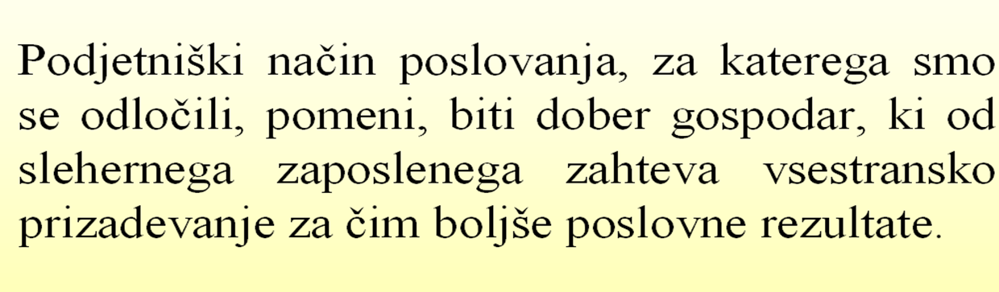 Podjetniški način poslovanja, za katerega smo
se odločili, pomeni, biti dober gospodar, ki od
slehernega zaposlenega zahteva vsestransko
prizadevanje za čim boljše poslovne rezultate.